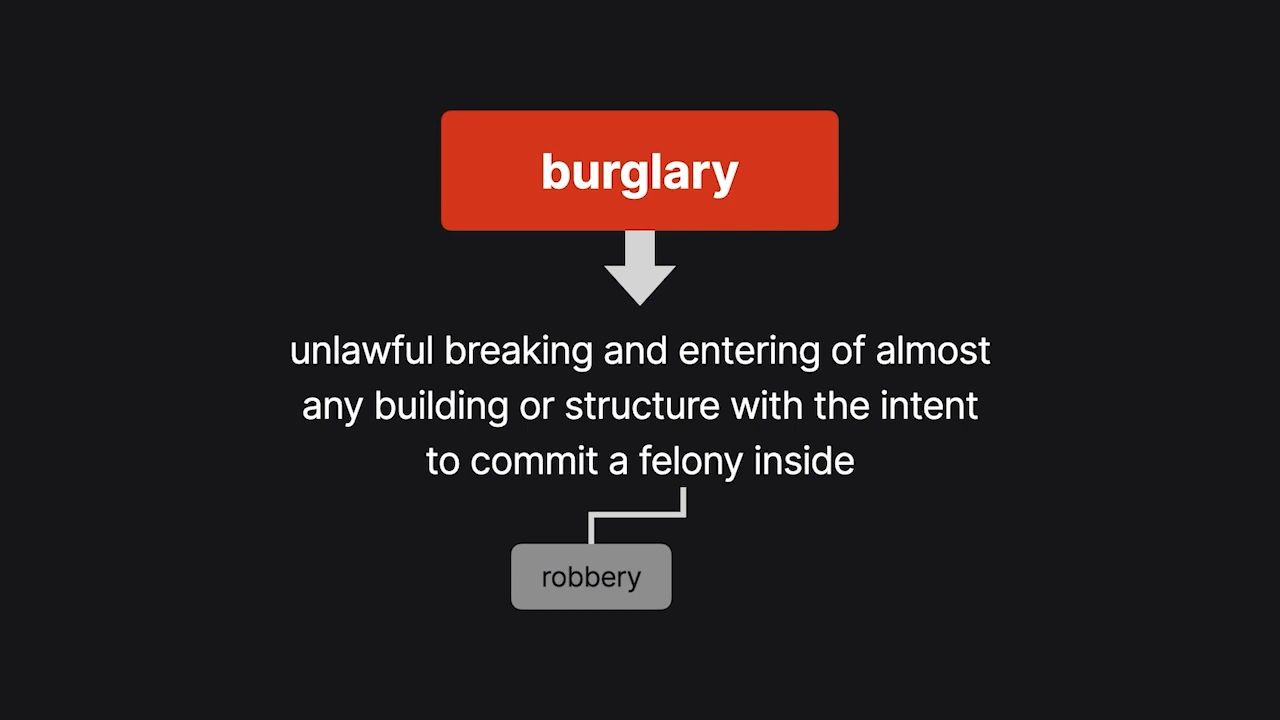 burglary
unlawful breaking and entering of almost
any building or structure with the intent
to commit a felony inside
robbery